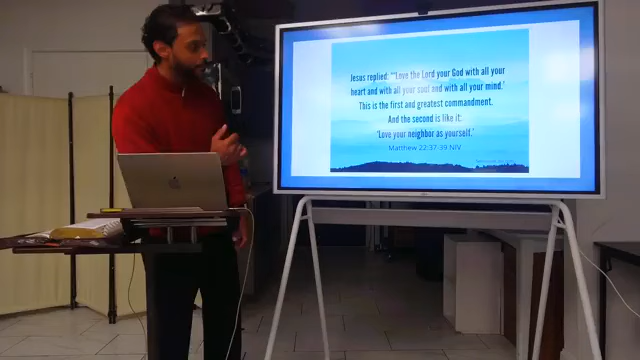 Jesus replied: "'Love the Lord your God with all your
heart and with all your soul and with all your mind.'
This is the first and greatest commandment.
And the second is like it:
'Love your neighbor as yourself.'
Matthew 22:37-39 NIV